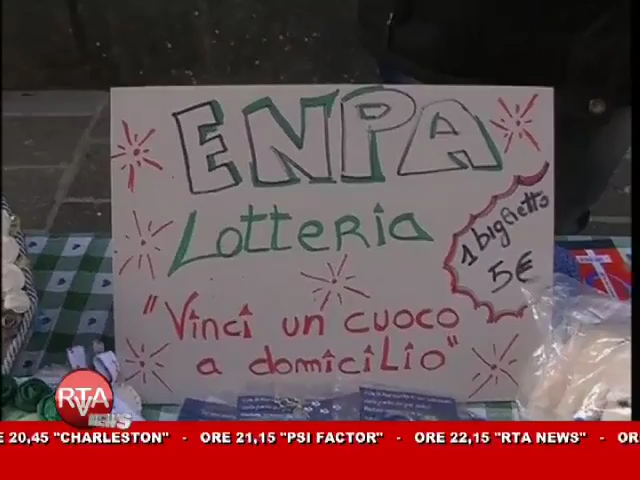 ENPA
Lotteria
1 biglietto
5€
"Vinci un cuoco
a domicilio"
RTA
NEWS
E 20,45 "CHARLESTON" - ORE 21,15 "PSI FACTOR" - ORE 22,15 "RTA NEWS" - OR